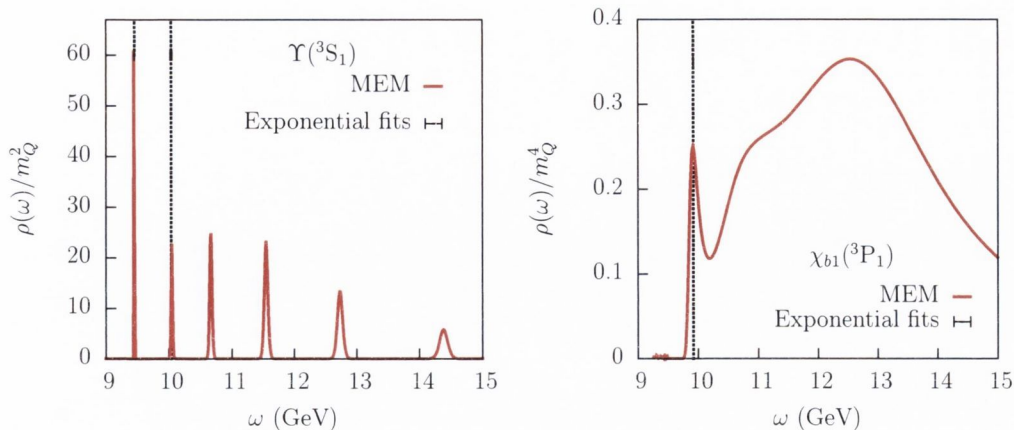 60
50
40
30
20
10
0
ρ(ω)/m_Q^2
ϒ(³S₁)
MEM
Exponential fits
9 10 11 12 13 14 15
ω (GeV)
0.4
0.3
0.2
0.1
0
ρ(ω)/m_Q^4
χ_b1(³P₁)
MEM
Exponential fits
9 10 11 12 13 14 15
ω (GeV)